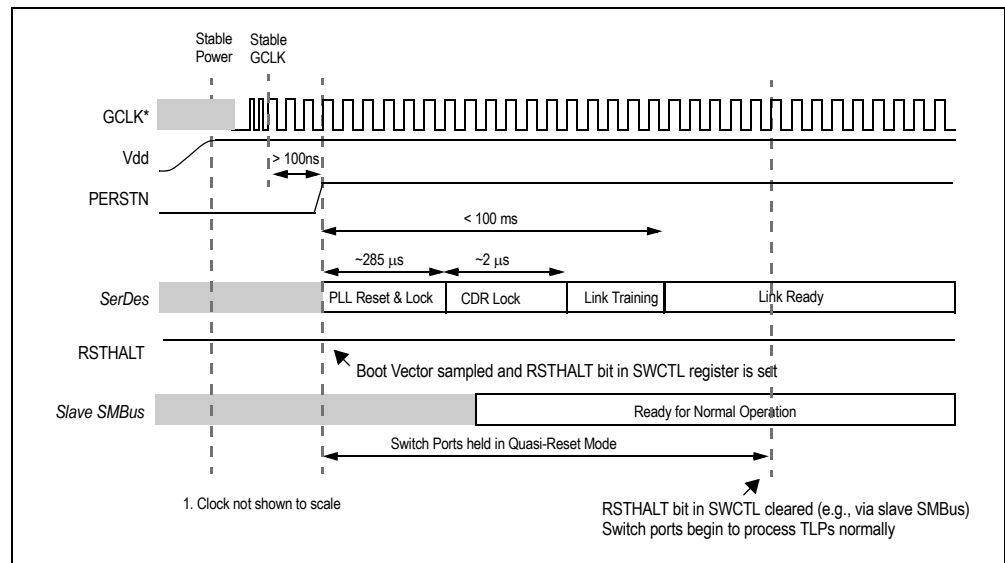 Stable Stable
Power GCLK
GCLK*
Vdd
> 100ns
PERSTN
< 100 ms
~285 μs ~2 μs
SerDes PLL Reset & Lock CDR Lock Link Training Link Ready
RSTHALT
Boot Vector sampled and RSTHALT bit in SWCTL register is set
Slave SMBus Ready for Normal Operation
Switch Ports held in Quasi-Reset Mode
1. Clock not shown to scale
RSTHALT bit in SWCTL cleared (e.g., via slave SMBus)
Switch ports begin to process TLPs normally